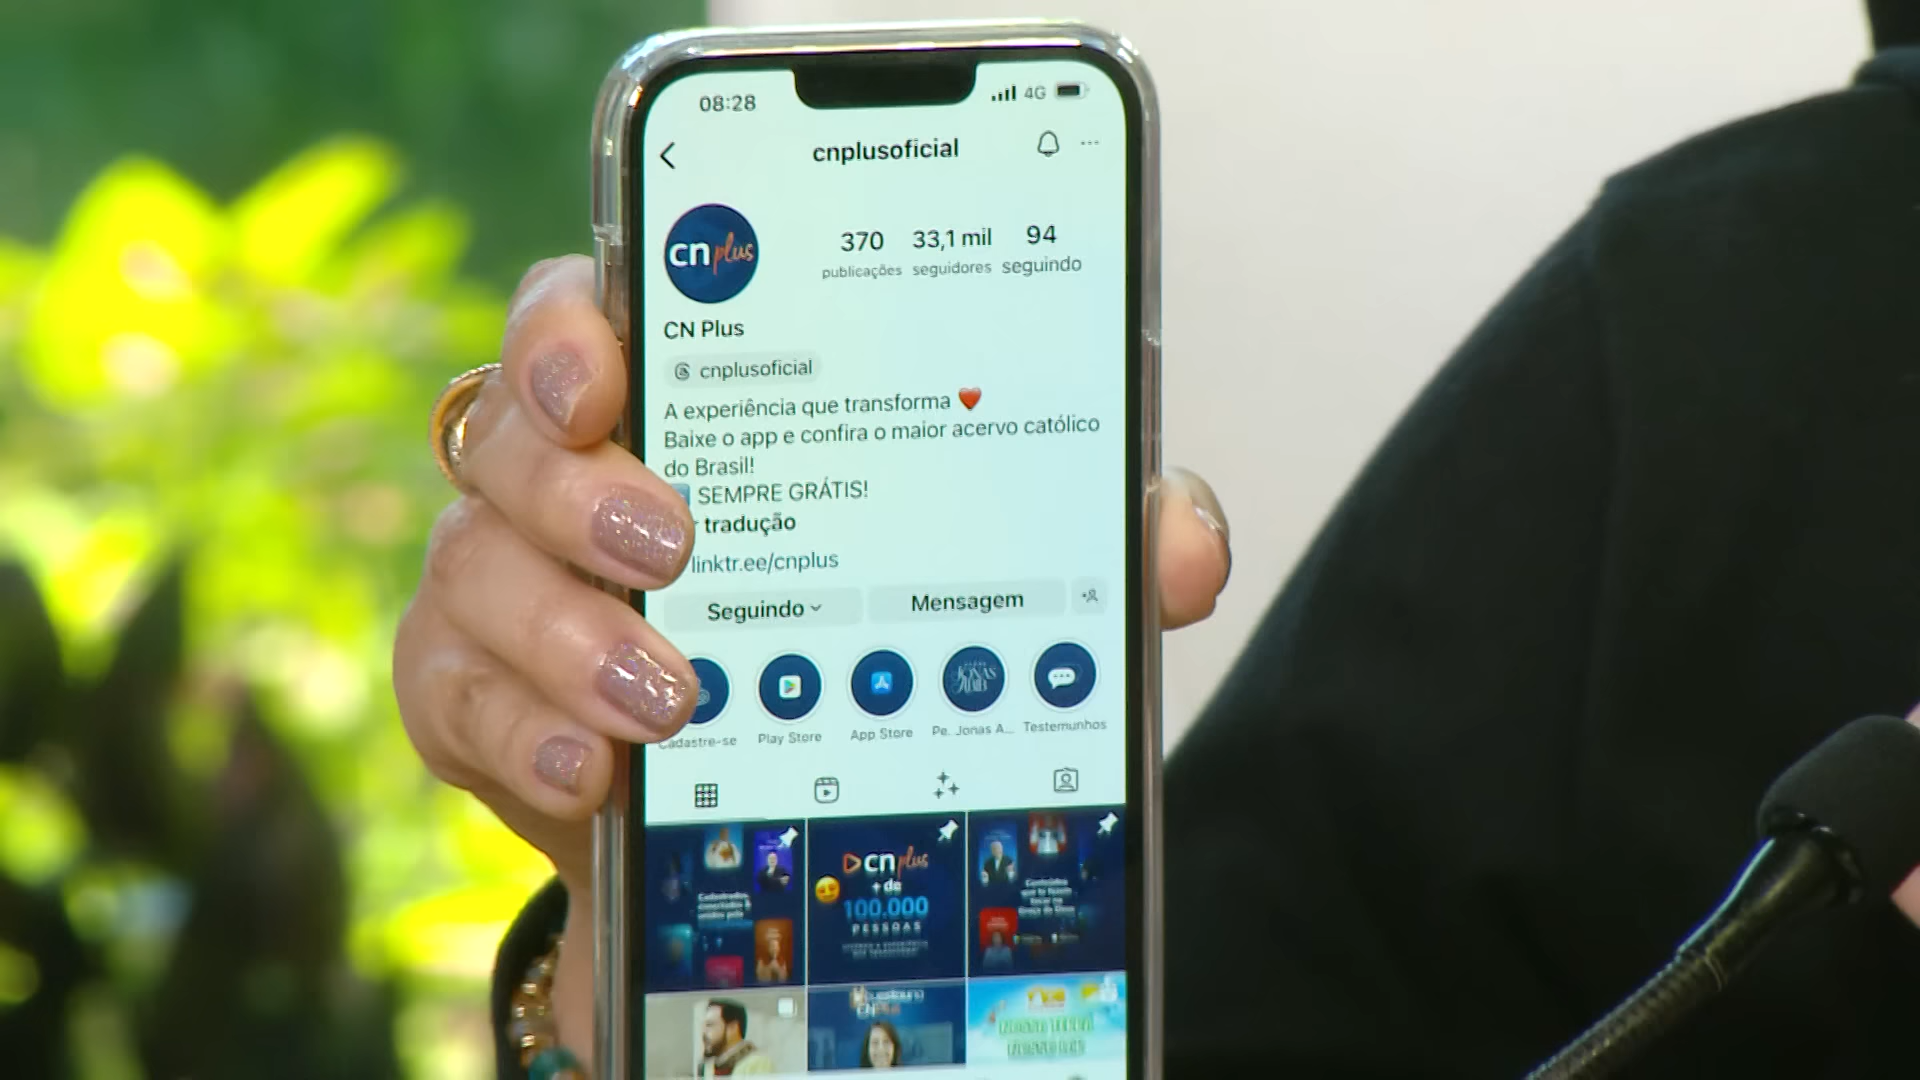 08:28
4G
cnplusoficial
cn plus
370
33,1 mil
94
publicações
seguidores
seguindo
CN Plus
cnplusoficial
A experiência que transforma
Baixe o app e confira o maior acervo católico
do Brasil!
SEMPRE GRÁTIS!
tradução
linktr.ee/cnplus
Seguindo
Mensagem
JONAS
Cadastre-se
Play Store
App Store
Pe. Jonas A...
Testemunhos
cn plus
+ de
100.000
PESSOAS